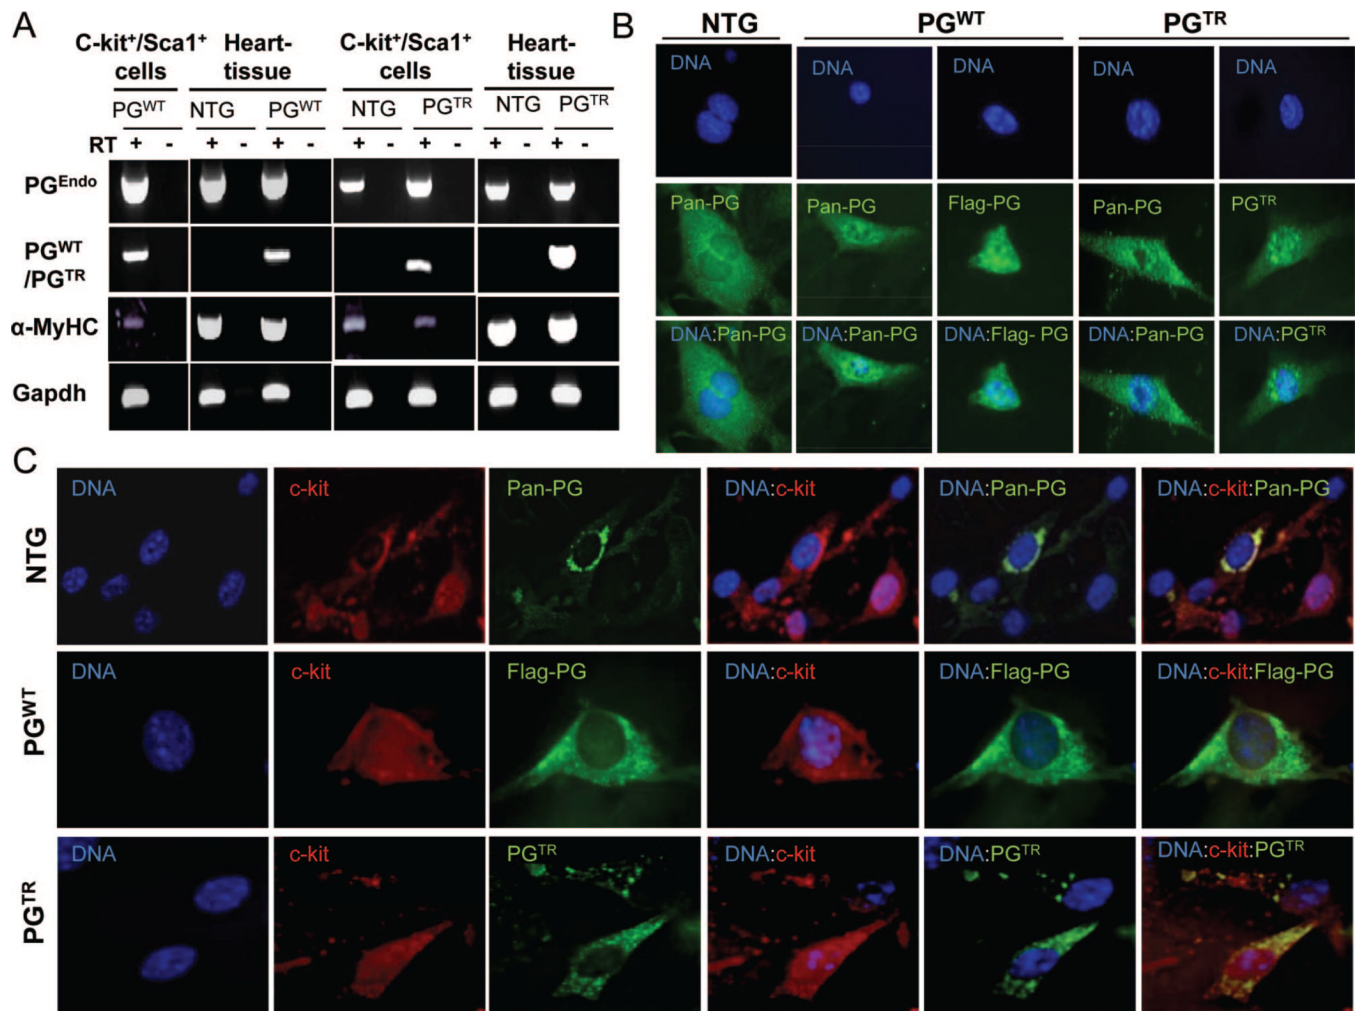 A
C-kit⁺/Sca1⁺ cells
Heart-tissue
C-kit⁺/Sca1⁺ cells
Heart-tissue
PGᵂᵀ NTG PGᵂᵀ NTG PGᵀᴿ NTG PGᵀᴿ
RT + - + - + - + - + - + - + -
PGᴱⁿᵈᵒ
PGᵂᵀ
/PGᵀᴿ
α-MyHC
Gapdh
B
NTG PGᵂᵀ PGᵀᴿ
DNA DNA DNA DNA DNA
Pan-PG Pan-PG Flag-PG Pan-PG PGᵀᴿ
DNA:Pan-PG DNA:Pan-PG DNA:Flag- PG DNA:Pan-PG DNA:PGᵀᴿ
C
NTG
DNA c-kit Pan-PG DNA:c-kit DNA:Pan-PG DNA:c-kit:Pan-PG
PGᵂᵀ
DNA c-kit Flag-PG DNA:c-kit DNA:Flag-PG DNA:c-kit:Flag-PG
PGᵀᴿ
DNA c-kit PGᵀᴿ DNA:c-kit DNA:PGᵀᴿ DNA:c-kit:PGᵀᴿ